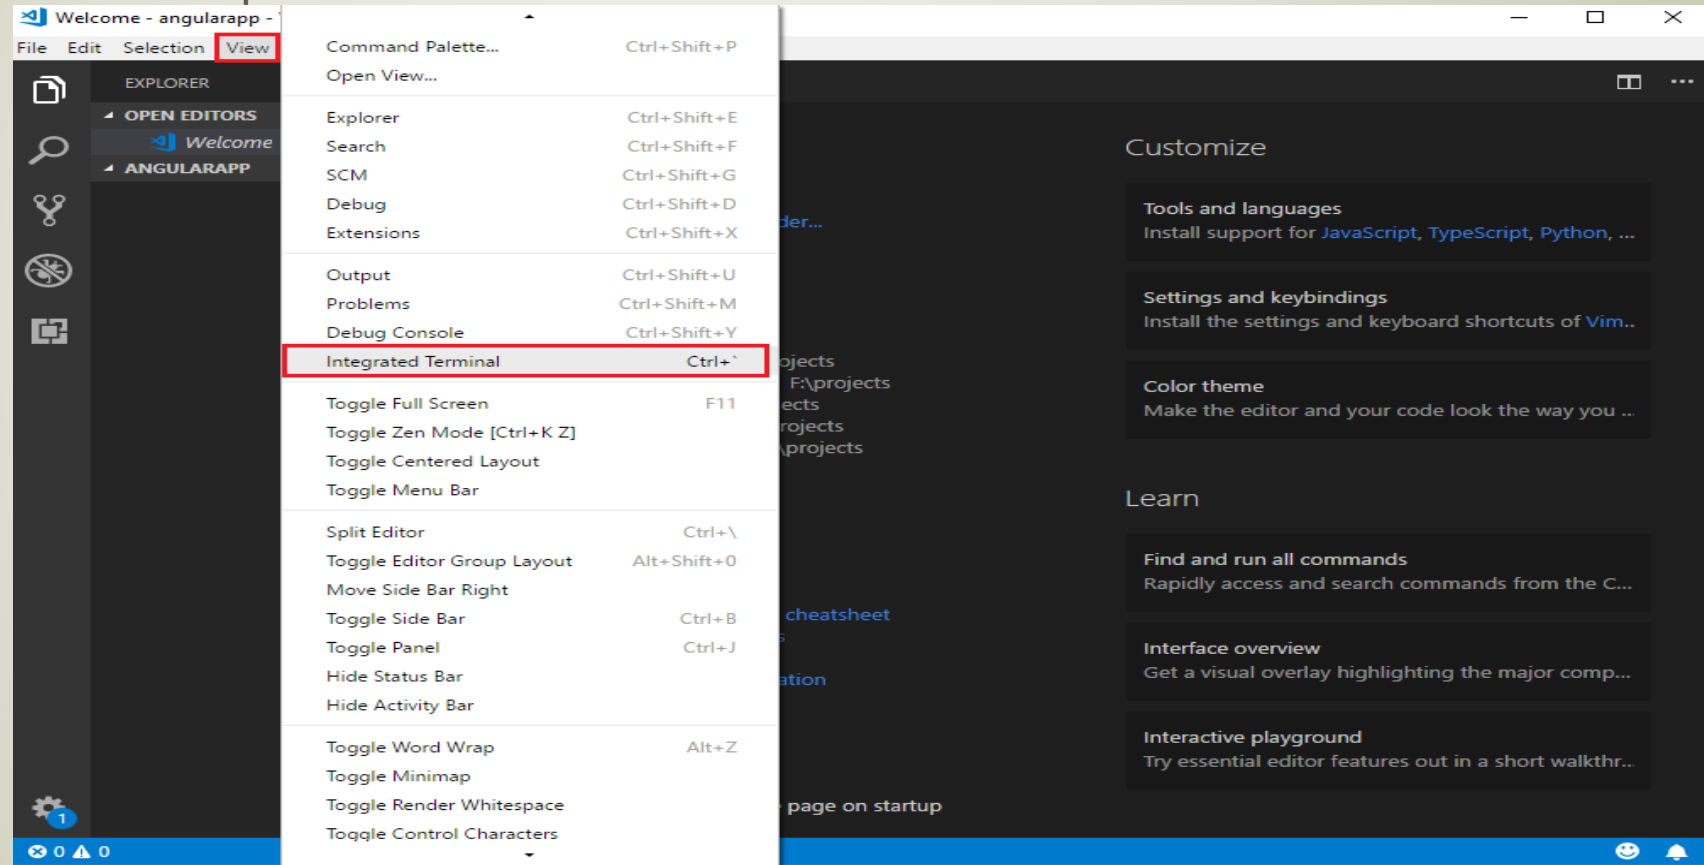 Welcome - angularapp -
File Edit Selection View
EXPLORER
OPEN EDITORS
Welcome
ANGULARAPP
Command Palette... Ctrl+Shift+P
Open View...
Explorer Ctrl+Shift+E
Search Ctrl+Shift+F
SCM Ctrl+Shift+G
Debug Ctrl+Shift+D
Extensions Ctrl+Shift+X
Output Ctrl+Shift+U
Problems Ctrl+Shift+M
Debug Console Ctrl+Shift+Y
Integrated Terminal Ctrl+`
Toggle Full Screen F11
Toggle Zen Mode [Ctrl+K Z]
Toggle Centered Layout
Toggle Menu Bar
Split Editor Ctrl+\
Toggle Editor Group Layout Alt+Shift+0
Move Side Bar Right
Toggle Side Bar Ctrl+B
Toggle Panel Ctrl+J
Hide Status Bar
Hide Activity Bar
Toggle Word Wrap Alt+Z
Toggle Minimap
Toggle Render Whitespace
Toggle Control Characters
der...
ojects
F:\projects
ects
rojects
\projects
cheatsheet
s
ation
page on startup
Customize
Tools and languages
Install support for JavaScript, TypeScript, Python, ...
Settings and keybindings
Install the settings and keyboard shortcuts of Vim..
Color theme
Make the editor and your code look the way you ...
Learn
Find and run all commands
Rapidly access and search commands from the C...
Interface overview
Get a visual overlay highlighting the major comp...
Interactive playground
Try essential editor features out in a short walkthr...
1
0 0